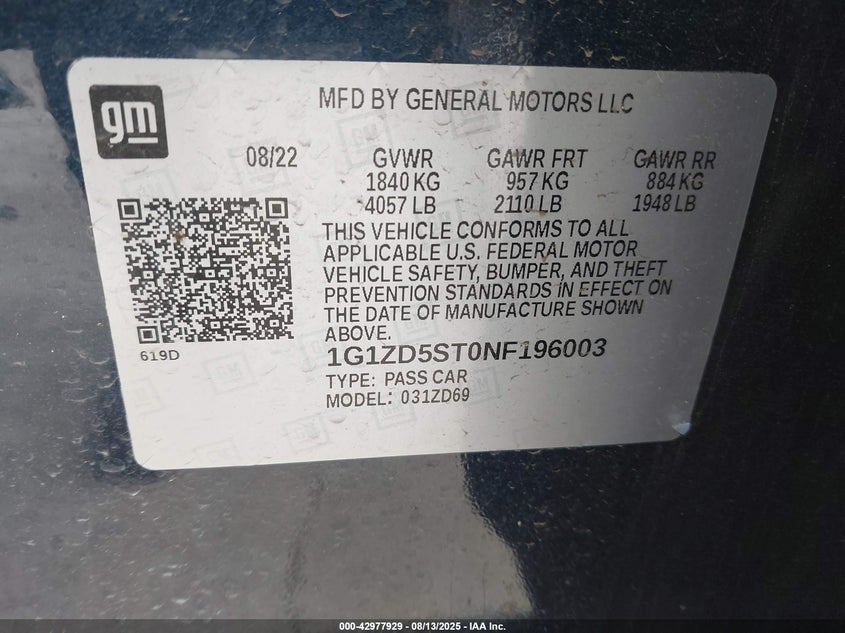 gm
MFD BY GENERAL MOTORS LLC
08/22 GVWR GAWR FRT GAWR RR
1840 KG 957 KG 884 KG
4057 LB 2110 LB 1948 LB
THIS VEHICLE CONFORMS TO ALL
APPLICABLE U.S. FEDERAL MOTOR
VEHICLE SAFETY, BUMPER, AND THEFT
PREVENTION STANDARDS IN EFFECT ON
THE DATE OF MANUFACTURE SHOWN
ABOVE.
619D
1G1ZD5ST0NF196003
TYPE: PASS CAR
MODEL: 031ZD69
000-42977929 - 08/13/2025 - IAA Inc.